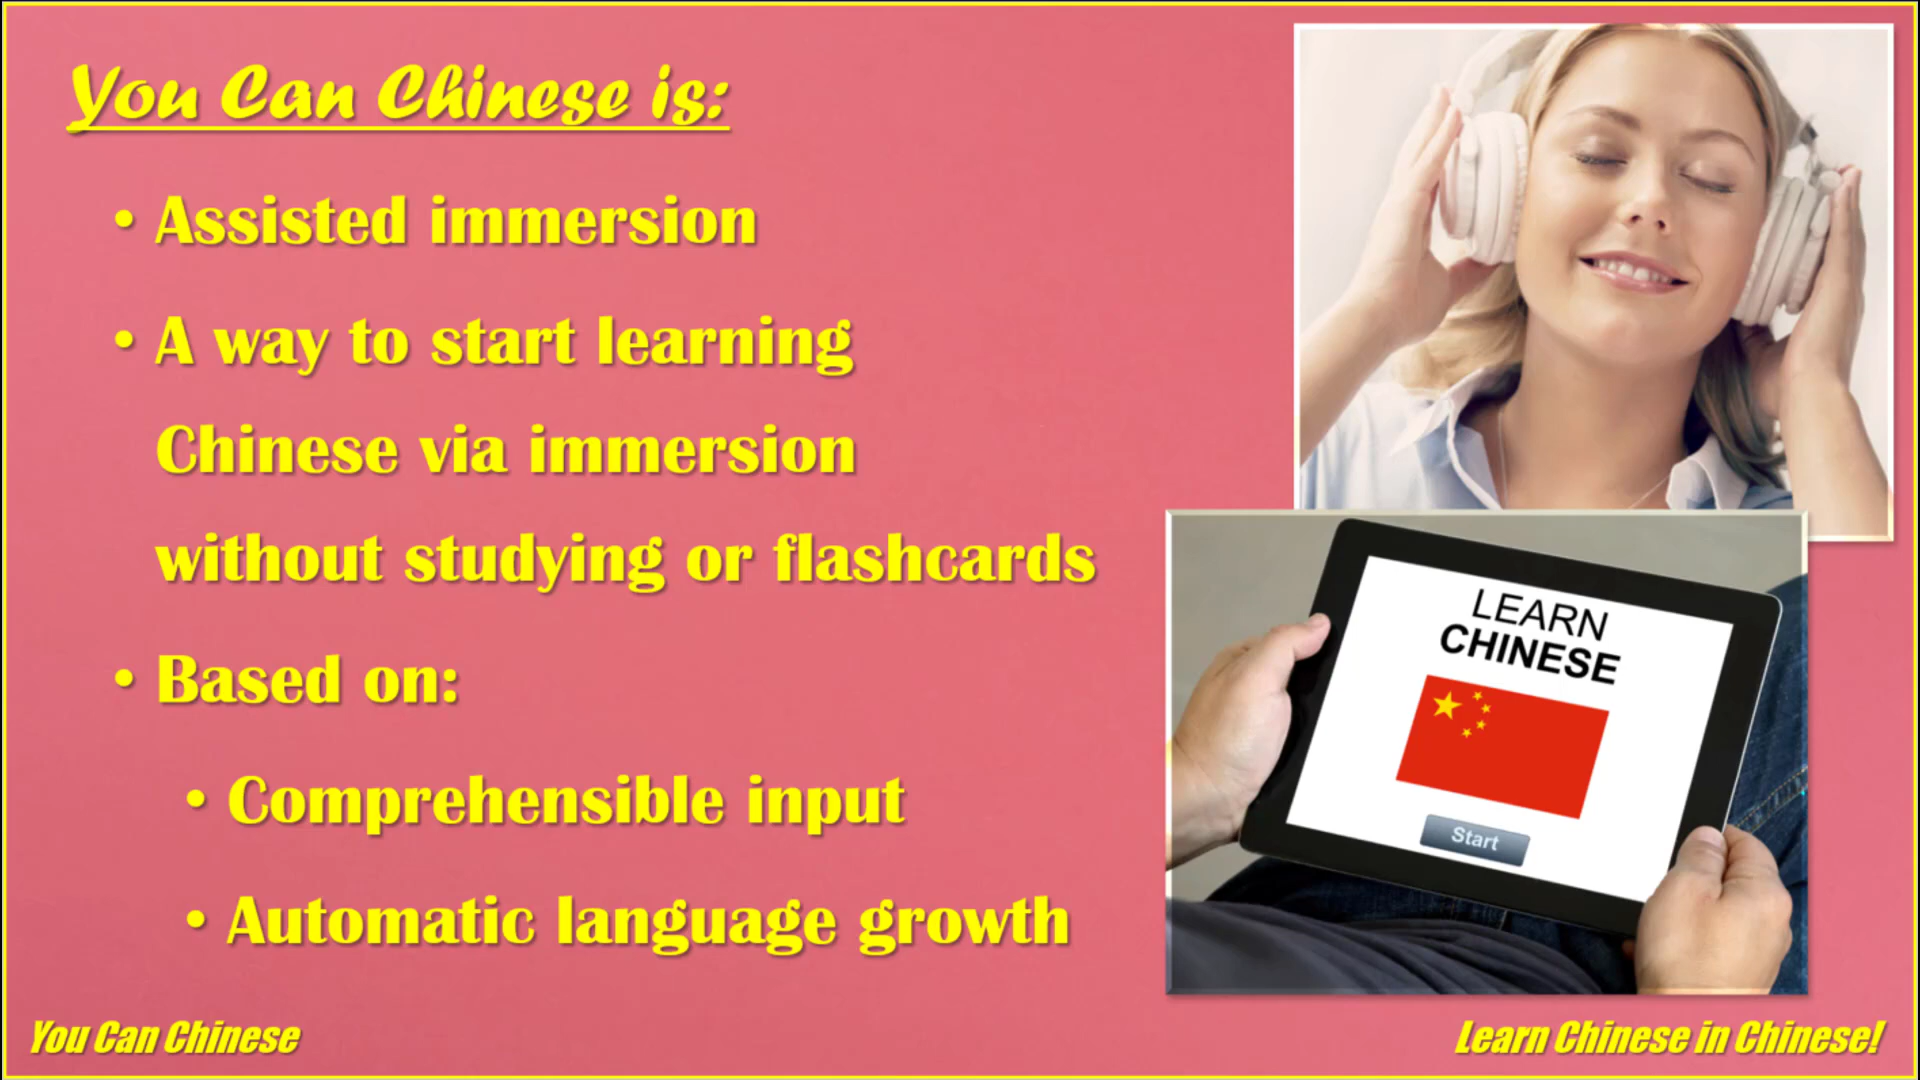 You Can Chinese is:
• Assisted immersion
• A way to start learning
Chinese via immersion
without studying or flashcards
• Based on:
• Comprehensible input
• Automatic language growth
LEARN
CHINESE
Start
You Can Chinese
Learn Chinese in Chinese!